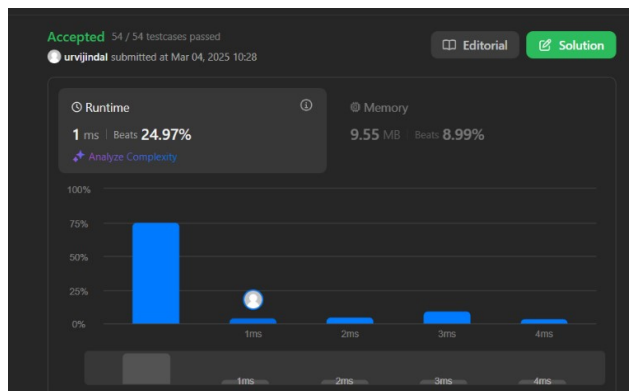 Accepted 54 / 54 testcases passed
urvijindal submitted at Mar 04, 2025 10:28
Editorial
Solution
Runtime
1 ms | Beats 24.97%
Analyze Complexity
Memory
9.55 MB | Beats 8.99%
100%
75%
50%
25%
0%
1ms 2ms 3ms 4ms
1ms 2ms 3ms 4ms